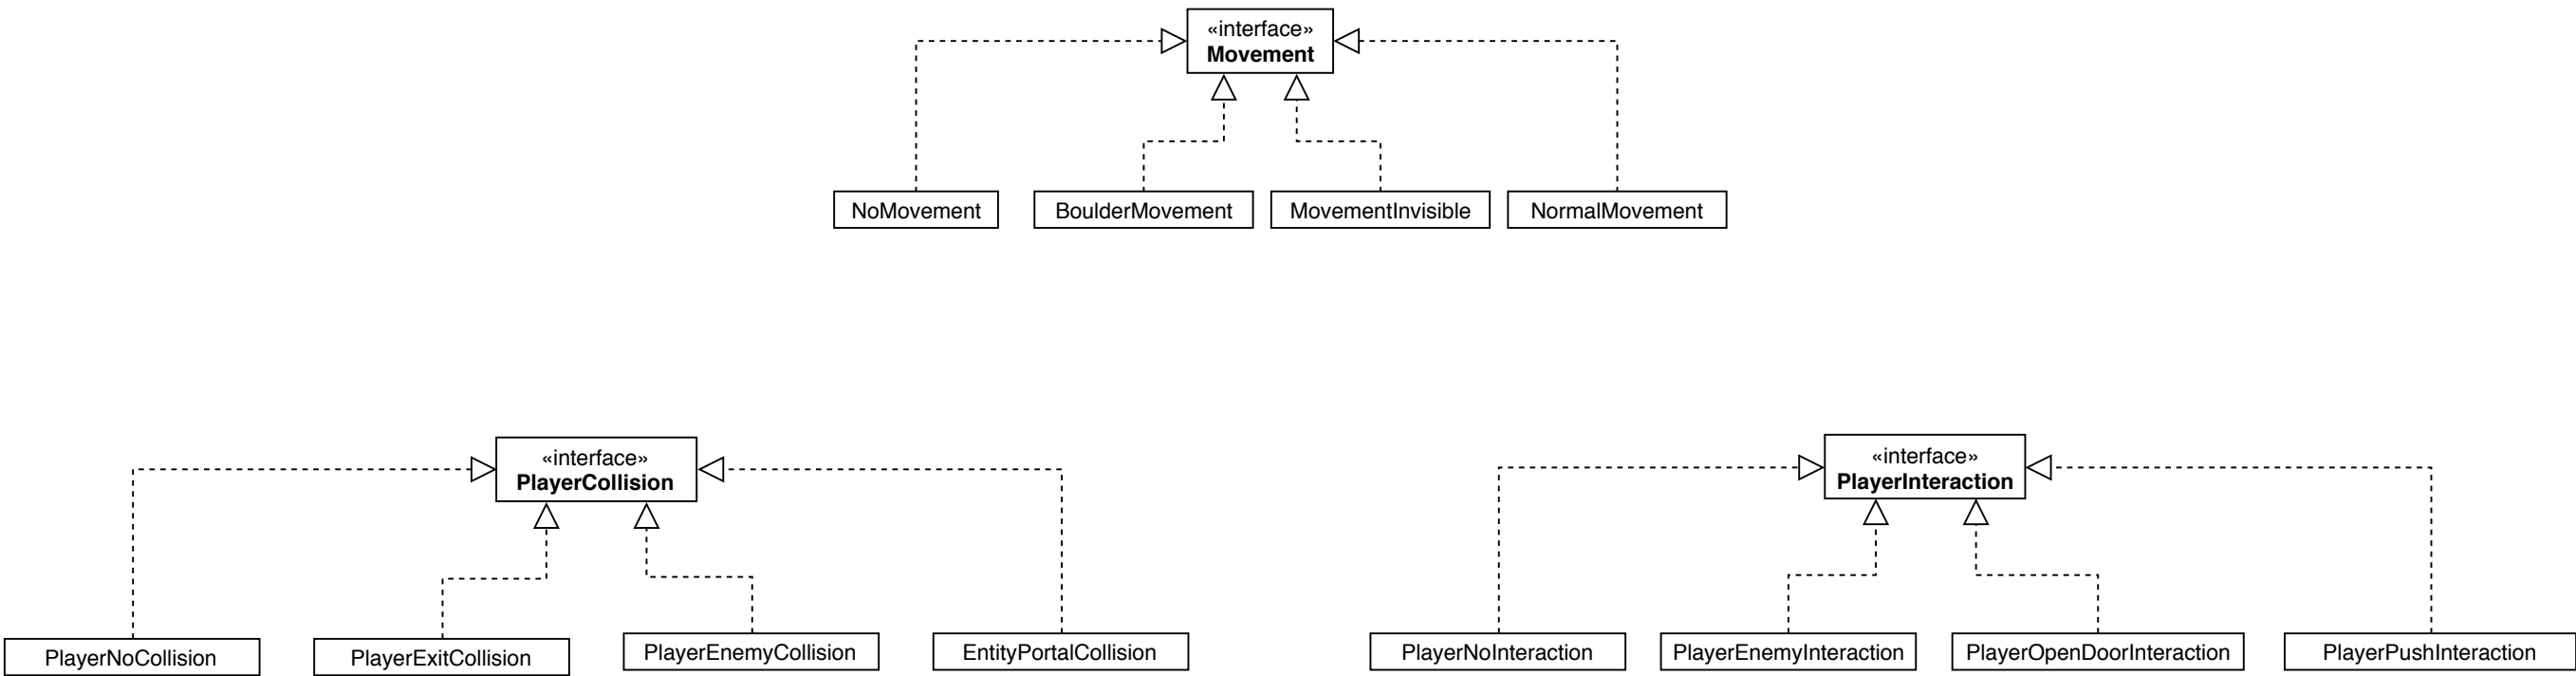 «interface»
Movement
NoMovement
BoulderMovement
MovementInvisible
NormalMovement
«interface»
PlayerCollision
«interface»
PlayerInteraction
PlayerNoCollision
PlayerExitCollision
PlayerEnemyCollision
EntityPortalCollision
PlayerNoInteraction
PlayerEnemyInteraction
PlayerOpenDoorInteraction
PlayerPushInteraction